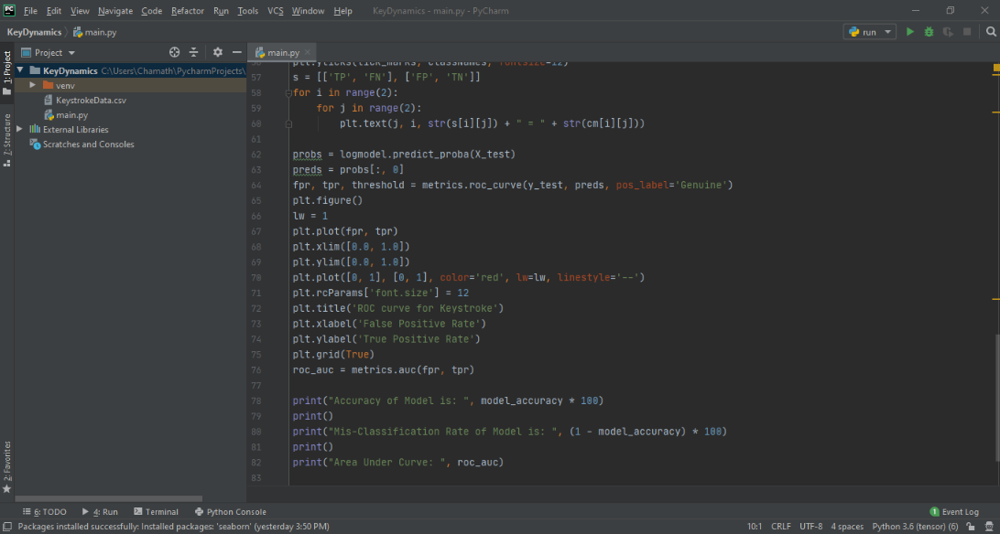 PC File Edit View Navigate Code Refactor Run Tools VCS Window Help KeyDynamics - main.py - PyCharm
KeyDynamics main.py run
Project main.py
1: Project
KeyDynamics C:\Users\Chamath\PycharmProjects\
venv
KeystrokeData.csv
main.py
External Libraries
Scratches and Consoles
7: Structure
2: Favorites
57 s = [['TP', 'FN'], ['FP', 'TN']]
58 for i in range(2):
59 for j in range(2):
60 plt.text(j, i, str(s[i][j]) + " = " + str(cm[i][j]))
61
62 probs = logmodel.predict_proba(X_test)
63 preds = probs[:, 0]
64 fpr, tpr, threshold = metrics.roc_curve(y_test, preds, pos_label='Genuine')
65 plt.figure()
66 lw = 1
67 plt.plot(fpr, tpr)
68 plt.xlim([0.0, 1.0])
69 plt.ylim([0.0, 1.0])
70 plt.plot([0, 1], [0, 1], color='red', lw=lw, linestyle='--')
71 plt.rcParams['font.size'] = 12
72 plt.title('ROC curve for Keystroke')
73 plt.xlabel('False Positive Rate')
74 plt.ylabel('True Positive Rate')
75 plt.grid(True)
76 roc_auc = metrics.auc(fpr, tpr)
77
78 print("Accuracy of Model is: ", model_accuracy * 100)
79 print()
80 print("Mis-Classification Rate of Model is: ", (1 - model_accuracy) * 100)
81 print()
82 print("Area Under Curve: ", roc_auc)
83
6: TODO 4: Run Terminal Python Console 1 Event Log
Packages installed successfully: Installed packages: 'seaborn' (yesterday 3:50 PM) 10:1 CRLF UTF-8 4 spaces Python 3.6 (tensor) (6)